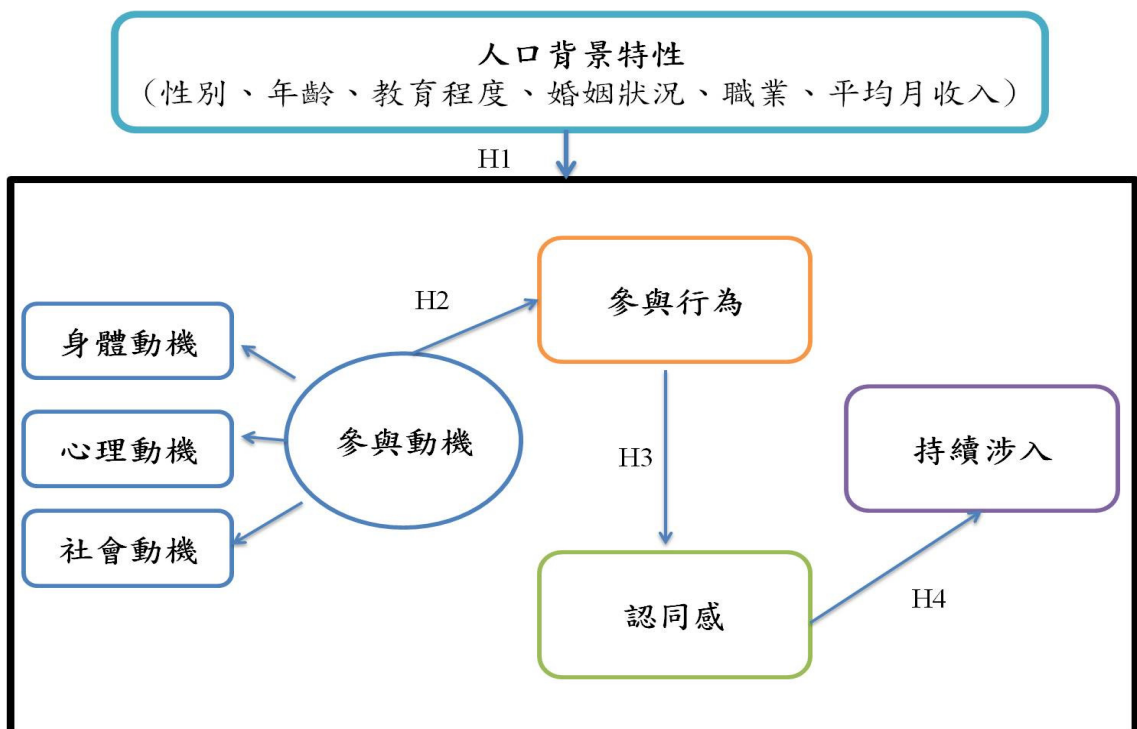 人口背景特性
（性別、年齡、教育程度、婚姻狀況、職業、平均月收入）
H1
H2
參與行為
身體動機
心理動機
參與動機
社會動機
H3
持續涉入
認同感
H4